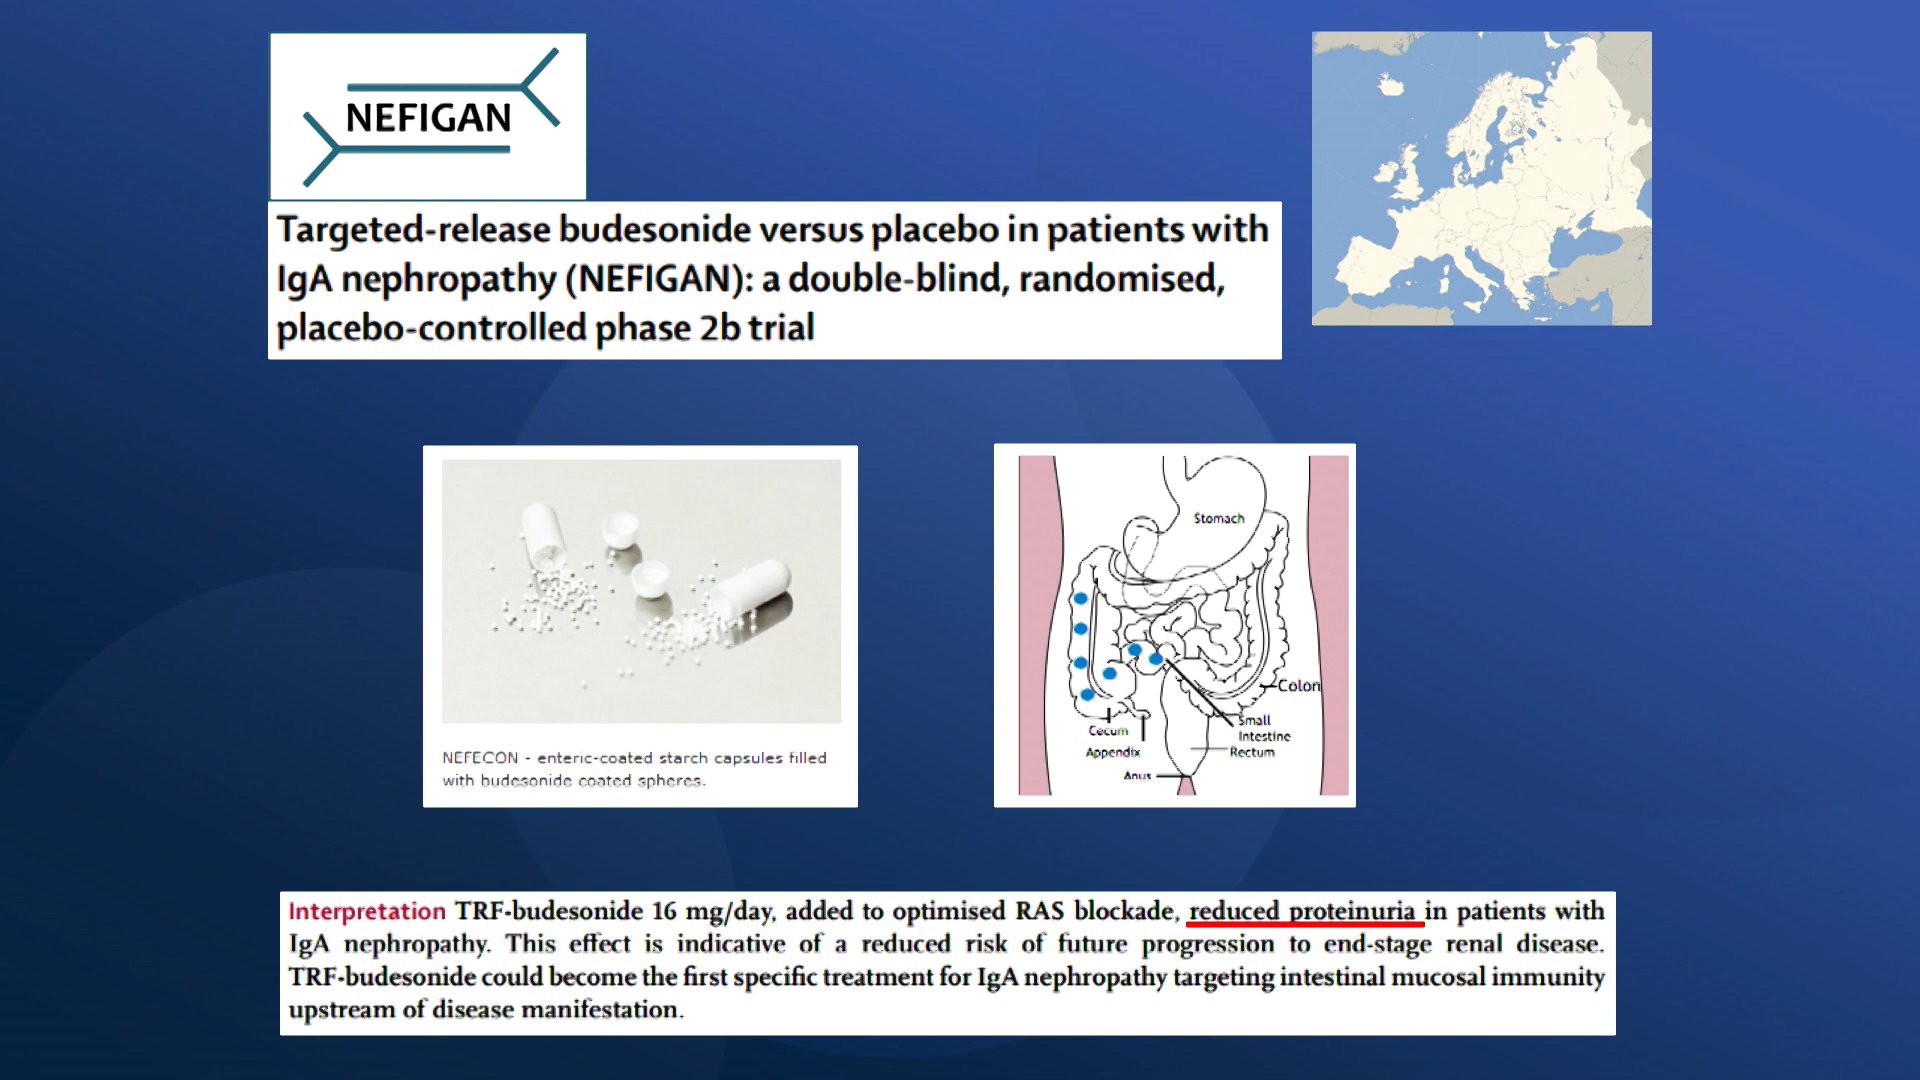 NEFIGAN
Targeted-release budesonide versus placebo in patients with
IgA nephropathy (NEFIGAN): a double-blind, randomised,
placebo-controlled phase 2b trial
NEFECON - enteric-coated starch capsules filled
with budesonide coated spheres.
Stomach
Colon
Small
Intestine
Cecum
Appendix
Rectum
Anus
Interpretation TRF-budesonide 16 mg/day, added to optimised RAS blockade, reduced proteinuria in patients with
IgA nephropathy. This effect is indicative of a reduced risk of future progression to end-stage renal disease.
TRF-budesonide could become the first specific treatment for IgA nephropathy targeting intestinal mucosal immunity
upstream of disease manifestation.